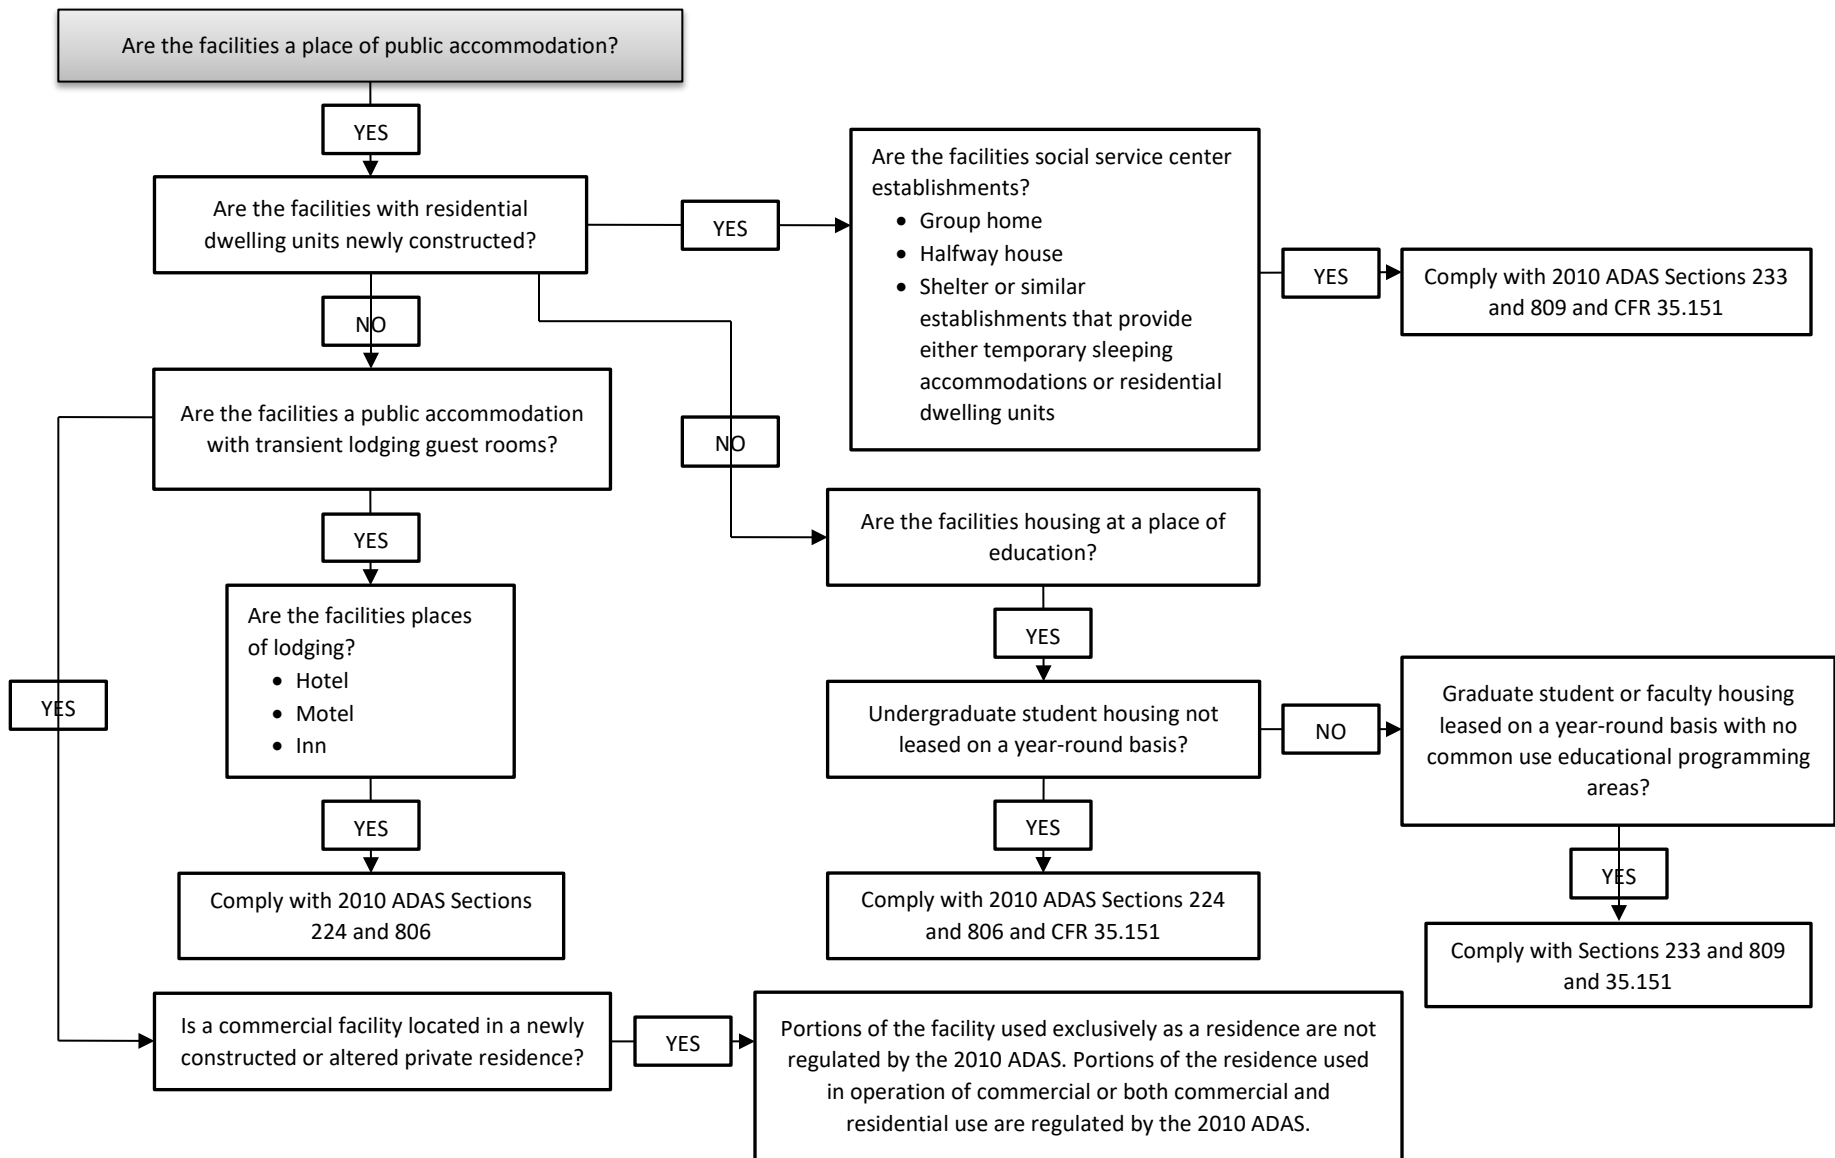 Are the facilities a place of public accommodation?
YES
Are the facilities with residential
dwelling units newly constructed?
YES
Are the facilities social service center
establishments?
• Group home
• Halfway house
• Shelter or similar
establishments that provide
either temporary sleeping
accommodations or residential
dwelling units
YES
Comply with 2010 ADAS Sections 233
and 809 and CFR 35.151
NO
Are the facilities a public accommodation
with transient lodging guest rooms?
NO
YES
Are the facilities housing at a place of
education?
Are the facilities places
of lodging?
• Hotel
• Motel
• Inn
YES
YES
Undergraduate student housing not
leased on a year-round basis?
NO
Graduate student or faculty housing
leased on a year-round basis with no
common use educational programming
areas?
YES
YES
YES
Comply with 2010 ADAS Sections
224 and 806
Comply with 2010 ADAS Sections 224
and 806 and CFR 35.151
Comply with Sections 233 and 809
and 35.151
Is a commercial facility located in a newly
constructed or altered private residence?
YES
Portions of the facility used exclusively as a residence are not
regulated by the 2010 ADAS. Portions of the residence used
in operation of commercial or both commercial and
residential use are regulated by the 2010 ADAS.